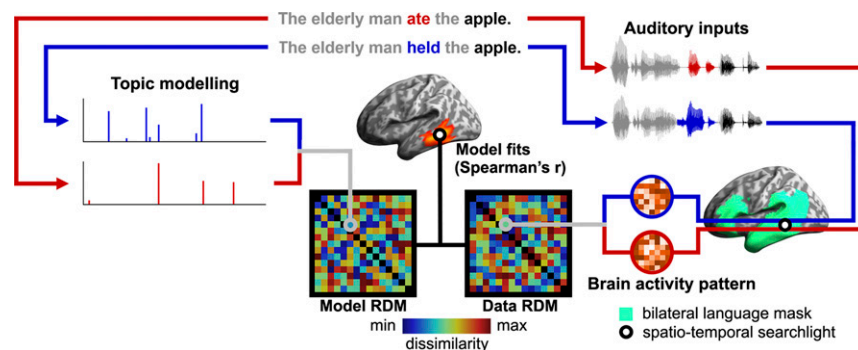 The elderly man ate the apple.
The elderly man held the apple.
Auditory inputs
Topic modelling
Model fits
(Spearman's r)
Brain activity pattern
Model RDM
Data RDM
min
max
dissimilarity
bilateral language mask
spatio-temporal searchlight